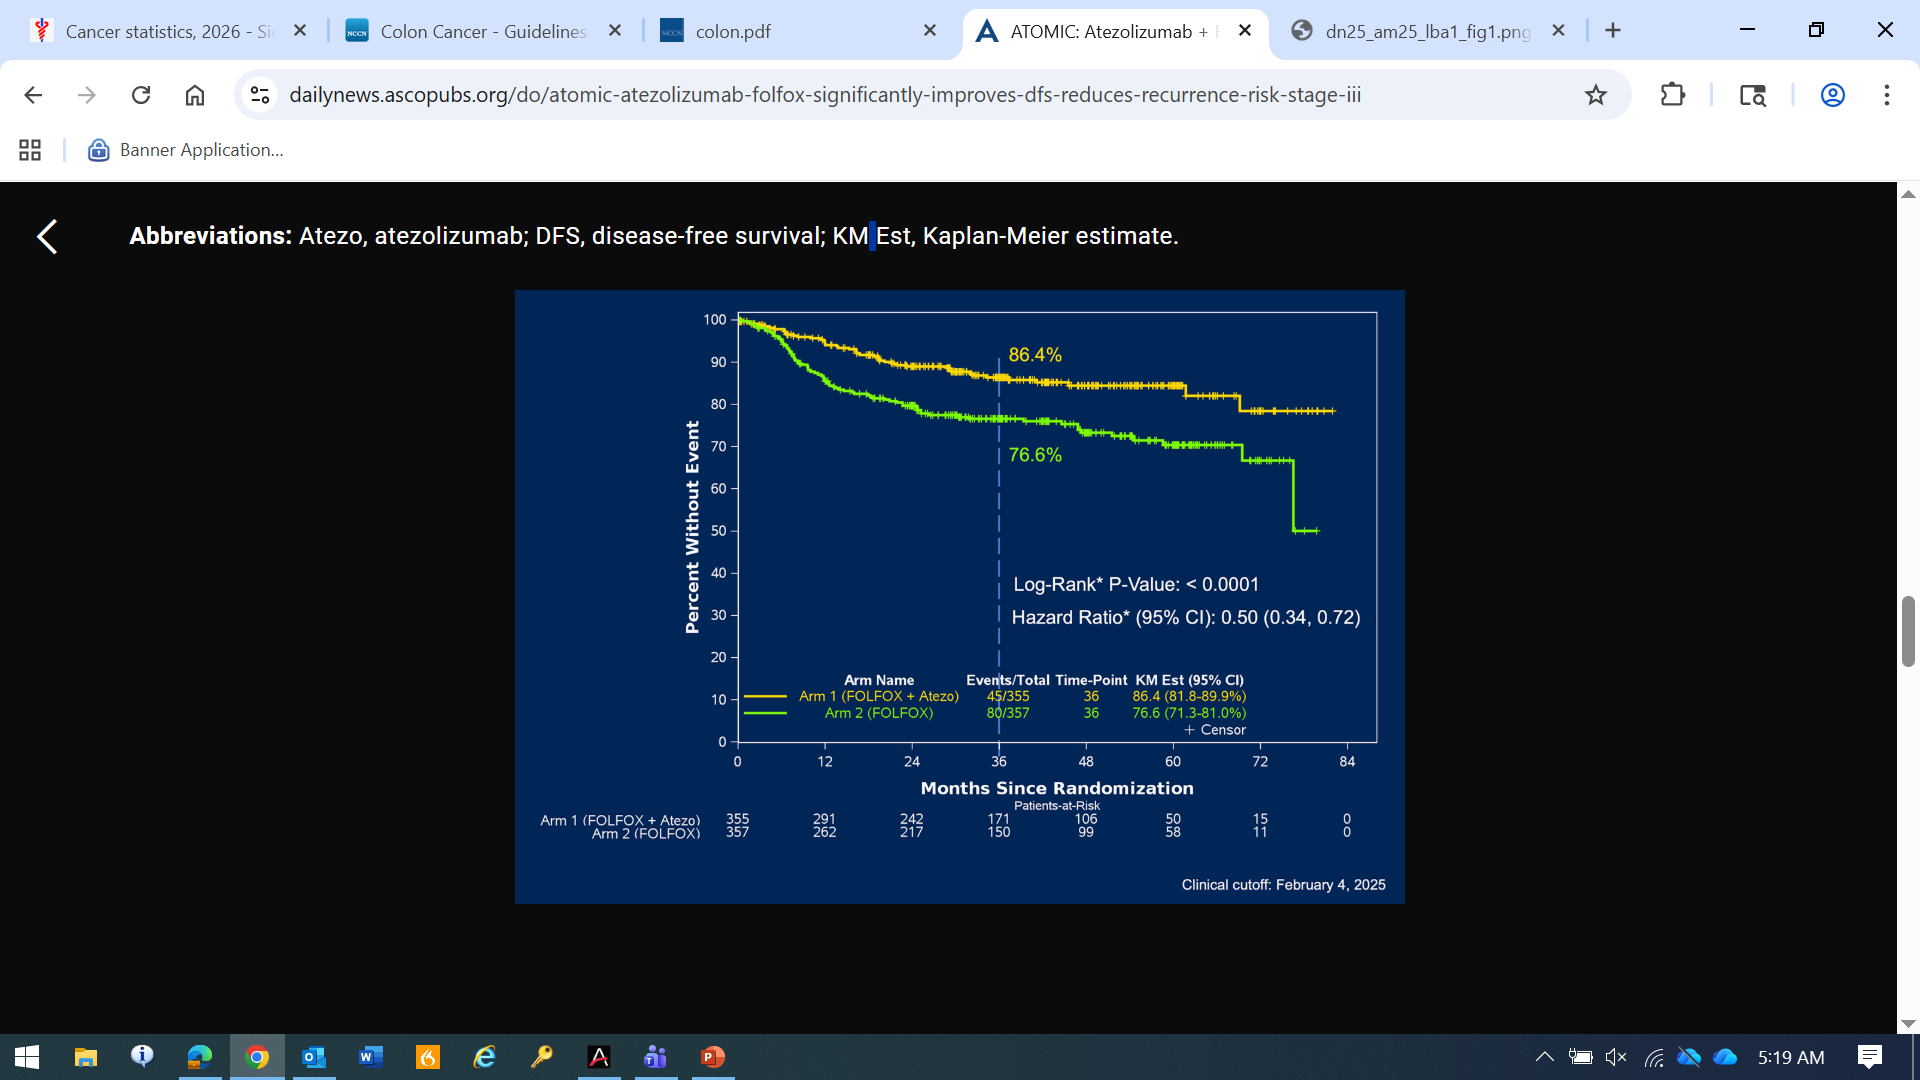 Cancer statistics, 2026 - Si
Colon Cancer - Guidelines
colon.pdf
ATOMIC: Atezolizumab + F
dn25_am25_lba1_fig1.png
dailynews.ascopubs.org/do/atomic-atezolizumab-folfox-significantly-improves-dfs-reduces-recurrence-risk-stage-iii
Banner Application...
Abbreviations: Atezo, atezolizumab; DFS, disease-free survival; KM Est, Kaplan-Meier estimate.
100
90
80
70
60
50
40
30
20
10
0
Percent Without Event
86.4%
76.6%
Log-Rank* P-Value: < 0.0001
Hazard Ratio* (95% CI): 0.50 (0.34, 0.72)
Arm Name Events/Total Time-Point KM Est (95% CI)
Arm 1 (FOLFOX + Atezo) 45/355 36 86.4 (81.8-89.9%)
Arm 2 (FOLFOX) 80/357 36 76.6 (71.3-81.0%)
+ Censor
0 12 24 36 48 60 72 84
Months Since Randomization
Patients-at-Risk
Arm 1 (FOLFOX + Atezo) 355 291 242 171 106 50 15 0
Arm 2 (FOLFOX) 357 262 217 150 99 58 11 0
Clinical cutoff: February 4, 2025
5:19 AM